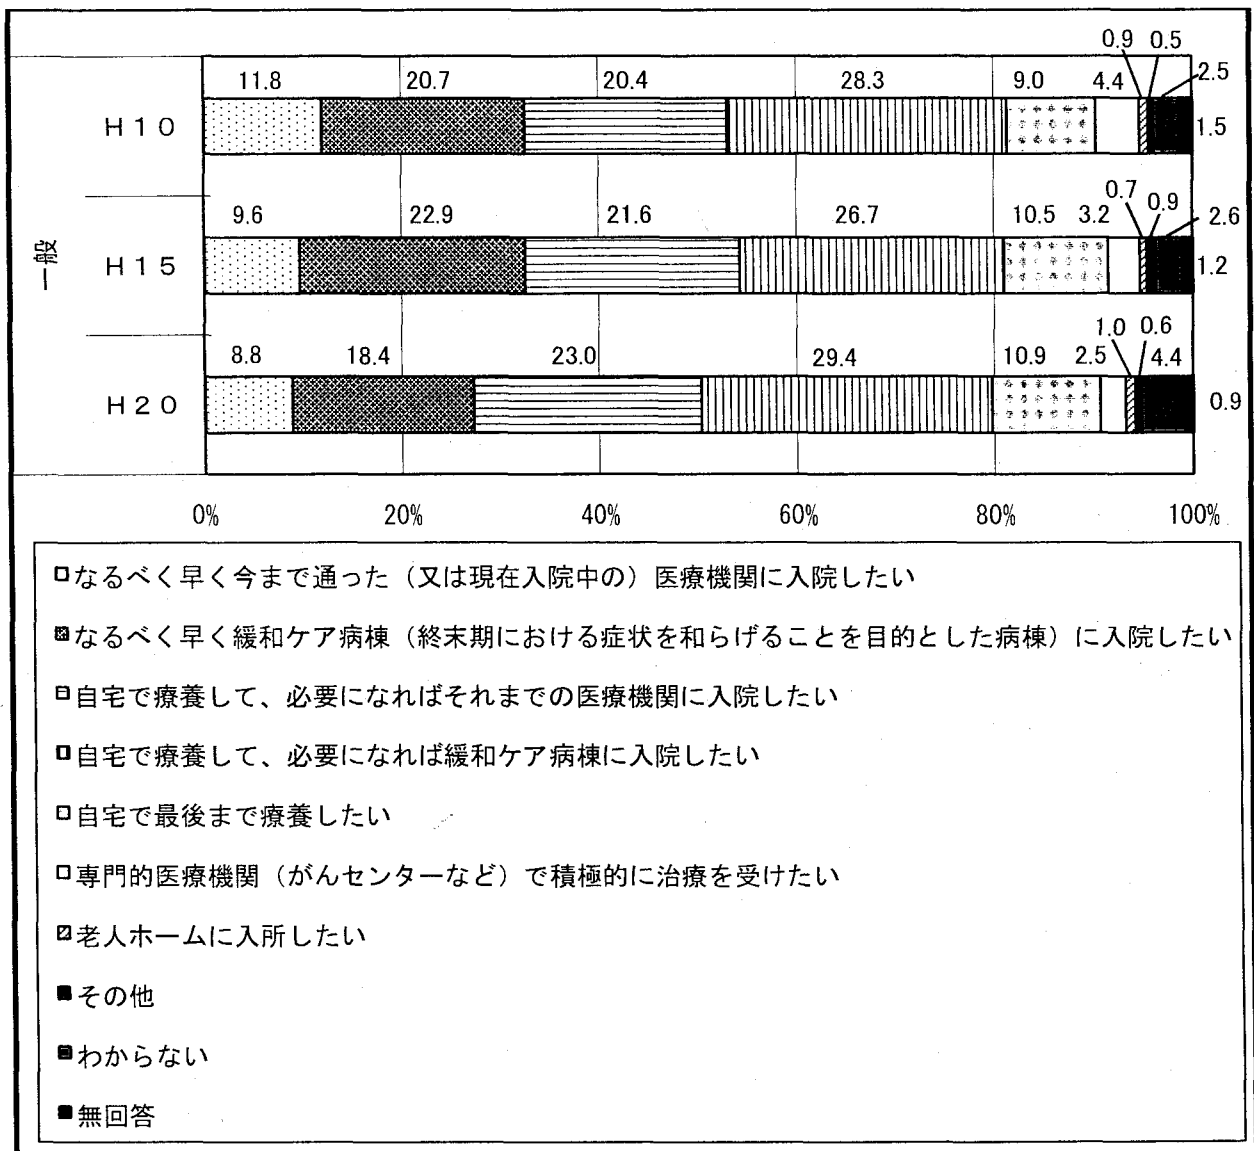 0.9 0.5
11.8 20.7 20.4 28.3 9.0 4.4 2.5
H10 1.5
0.7 0.9
9.6 22.9 21.6 26.7 10.5 3.2 2.6
一般
H15 1.2
1.0 0.6
8.8 18.4 23.0 29.4 10.9 2.5 4.4
H20 0.9
0% 20% 40% 60% 80% 100%
なるべく早く今まで通った（又は現在入院中の）医療機関に入院したい
なるべく早く緩和ケア病棟（終末期における症状を和らげることを目的とした病棟）に入院したい
自宅で療養して、必要になればそれまでの医療機関に入院したい
自宅で療養して、必要になれば緩和ケア病棟に入院したい
自宅で最後まで療養したい
専門的医療機関（がんセンターなど）で積極的に治療を受けたい
老人ホームに入所したい
その他
わからない
無回答